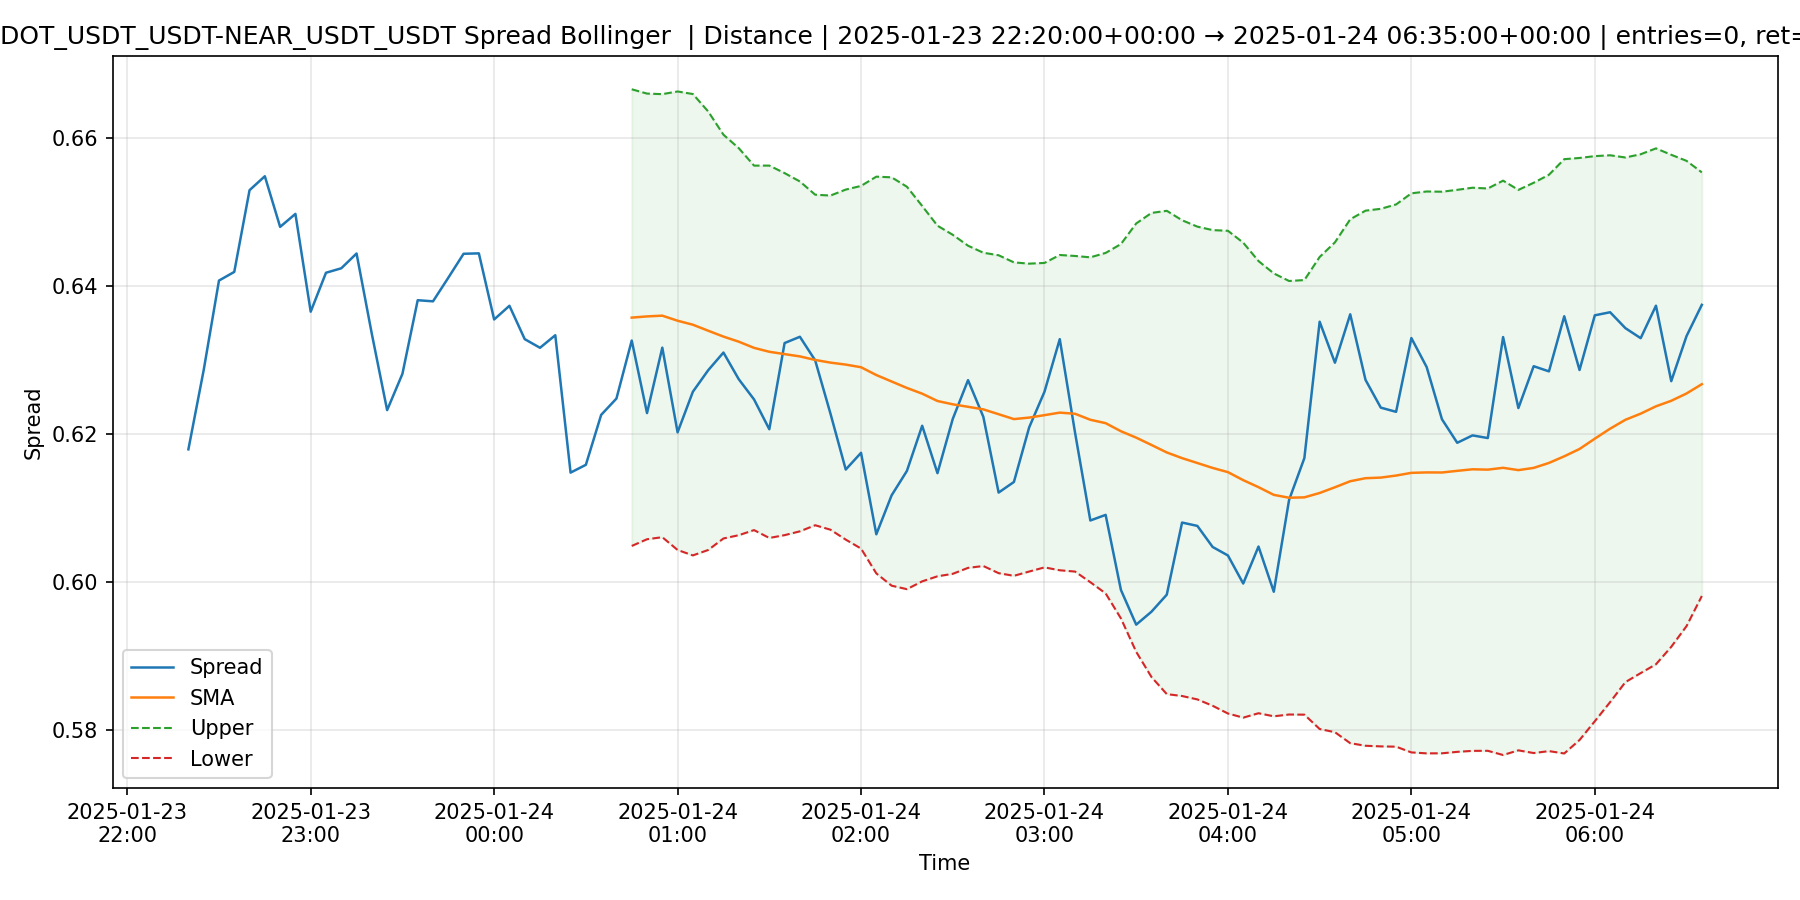 DOT_USDT_USDT-NEAR_USDT_USDT Spread Bollinger | Distance | 2025-01-23 22:20:00+00:00 → 2025-01-24 06:35:00+00:00 | entries=0, ret=
Spread
0.66
0.64
0.62
0.60
0.58
Spread
SMA
Upper
Lower
2025-01-23 2025-01-23 2025-01-24 2025-01-24 2025-01-24 2025-01-24 2025-01-24 2025-01-24 2025-01-24
22:00 23:00 00:00 01:00 02:00 03:00 04:00 05:00 06:00
Time